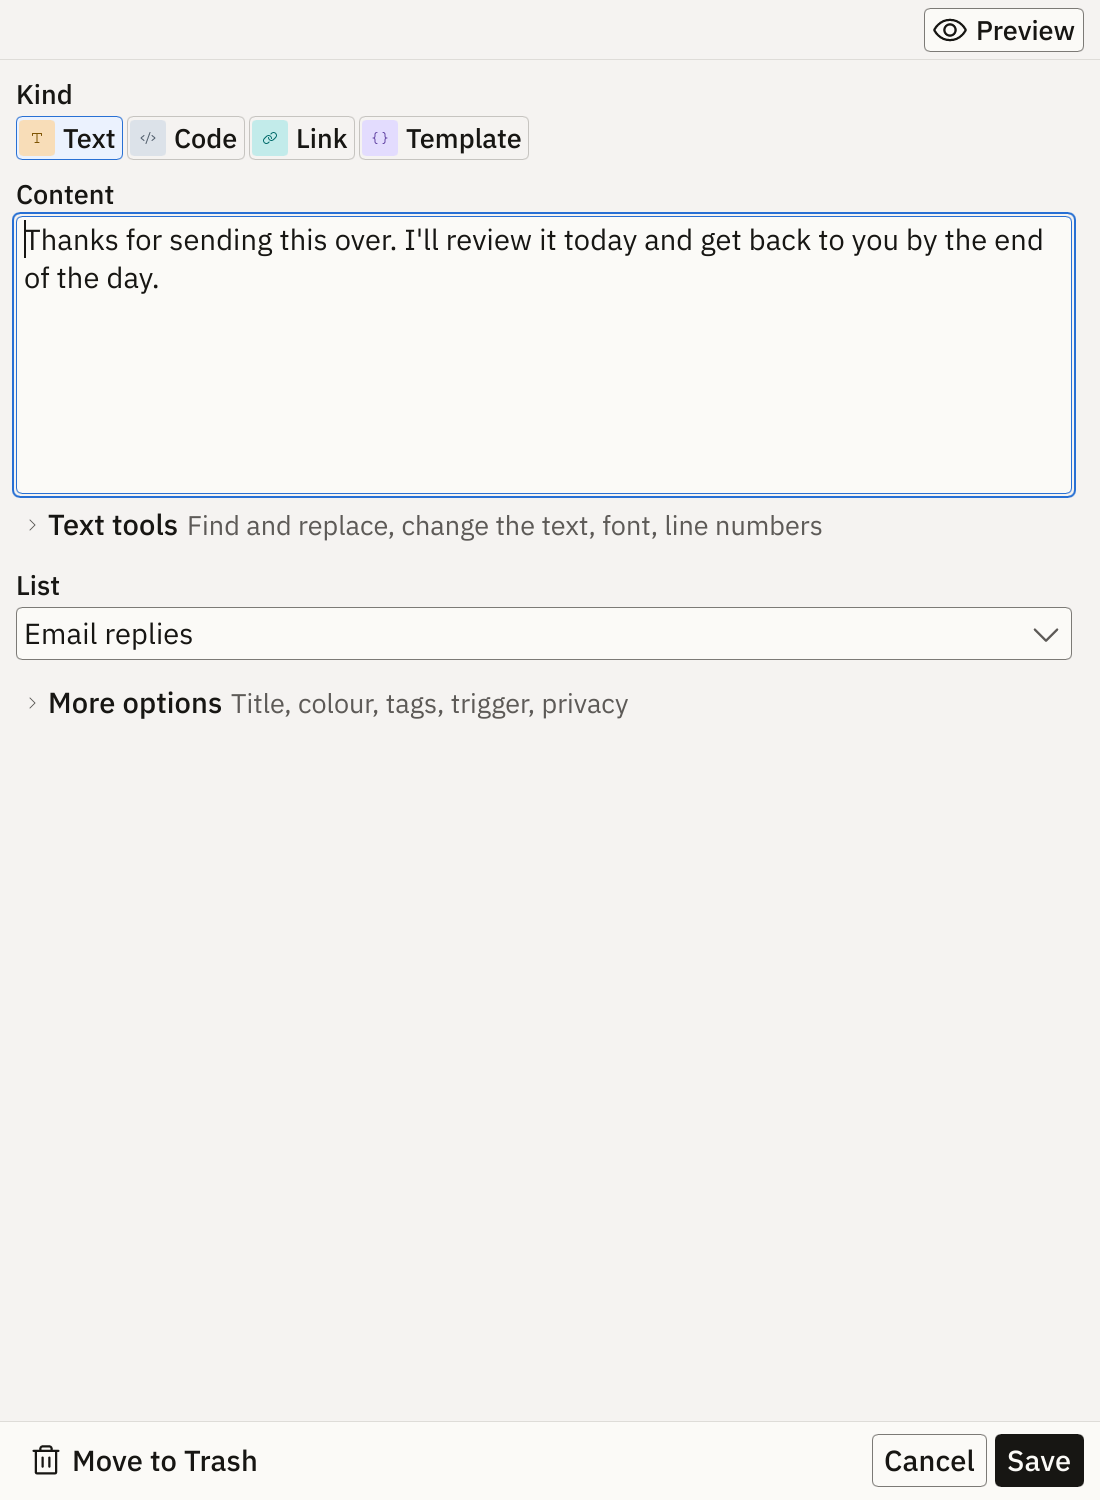 Preview
Kind
T Text </> Code Link {} Template
Content
Thanks for sending this over. I'll review it today and get back to you by the end
of the day.
Text tools Find and replace, change the text, font, line numbers
List
Email replies
More options Title, colour, tags, trigger, privacy
Move to Trash Cancel Save